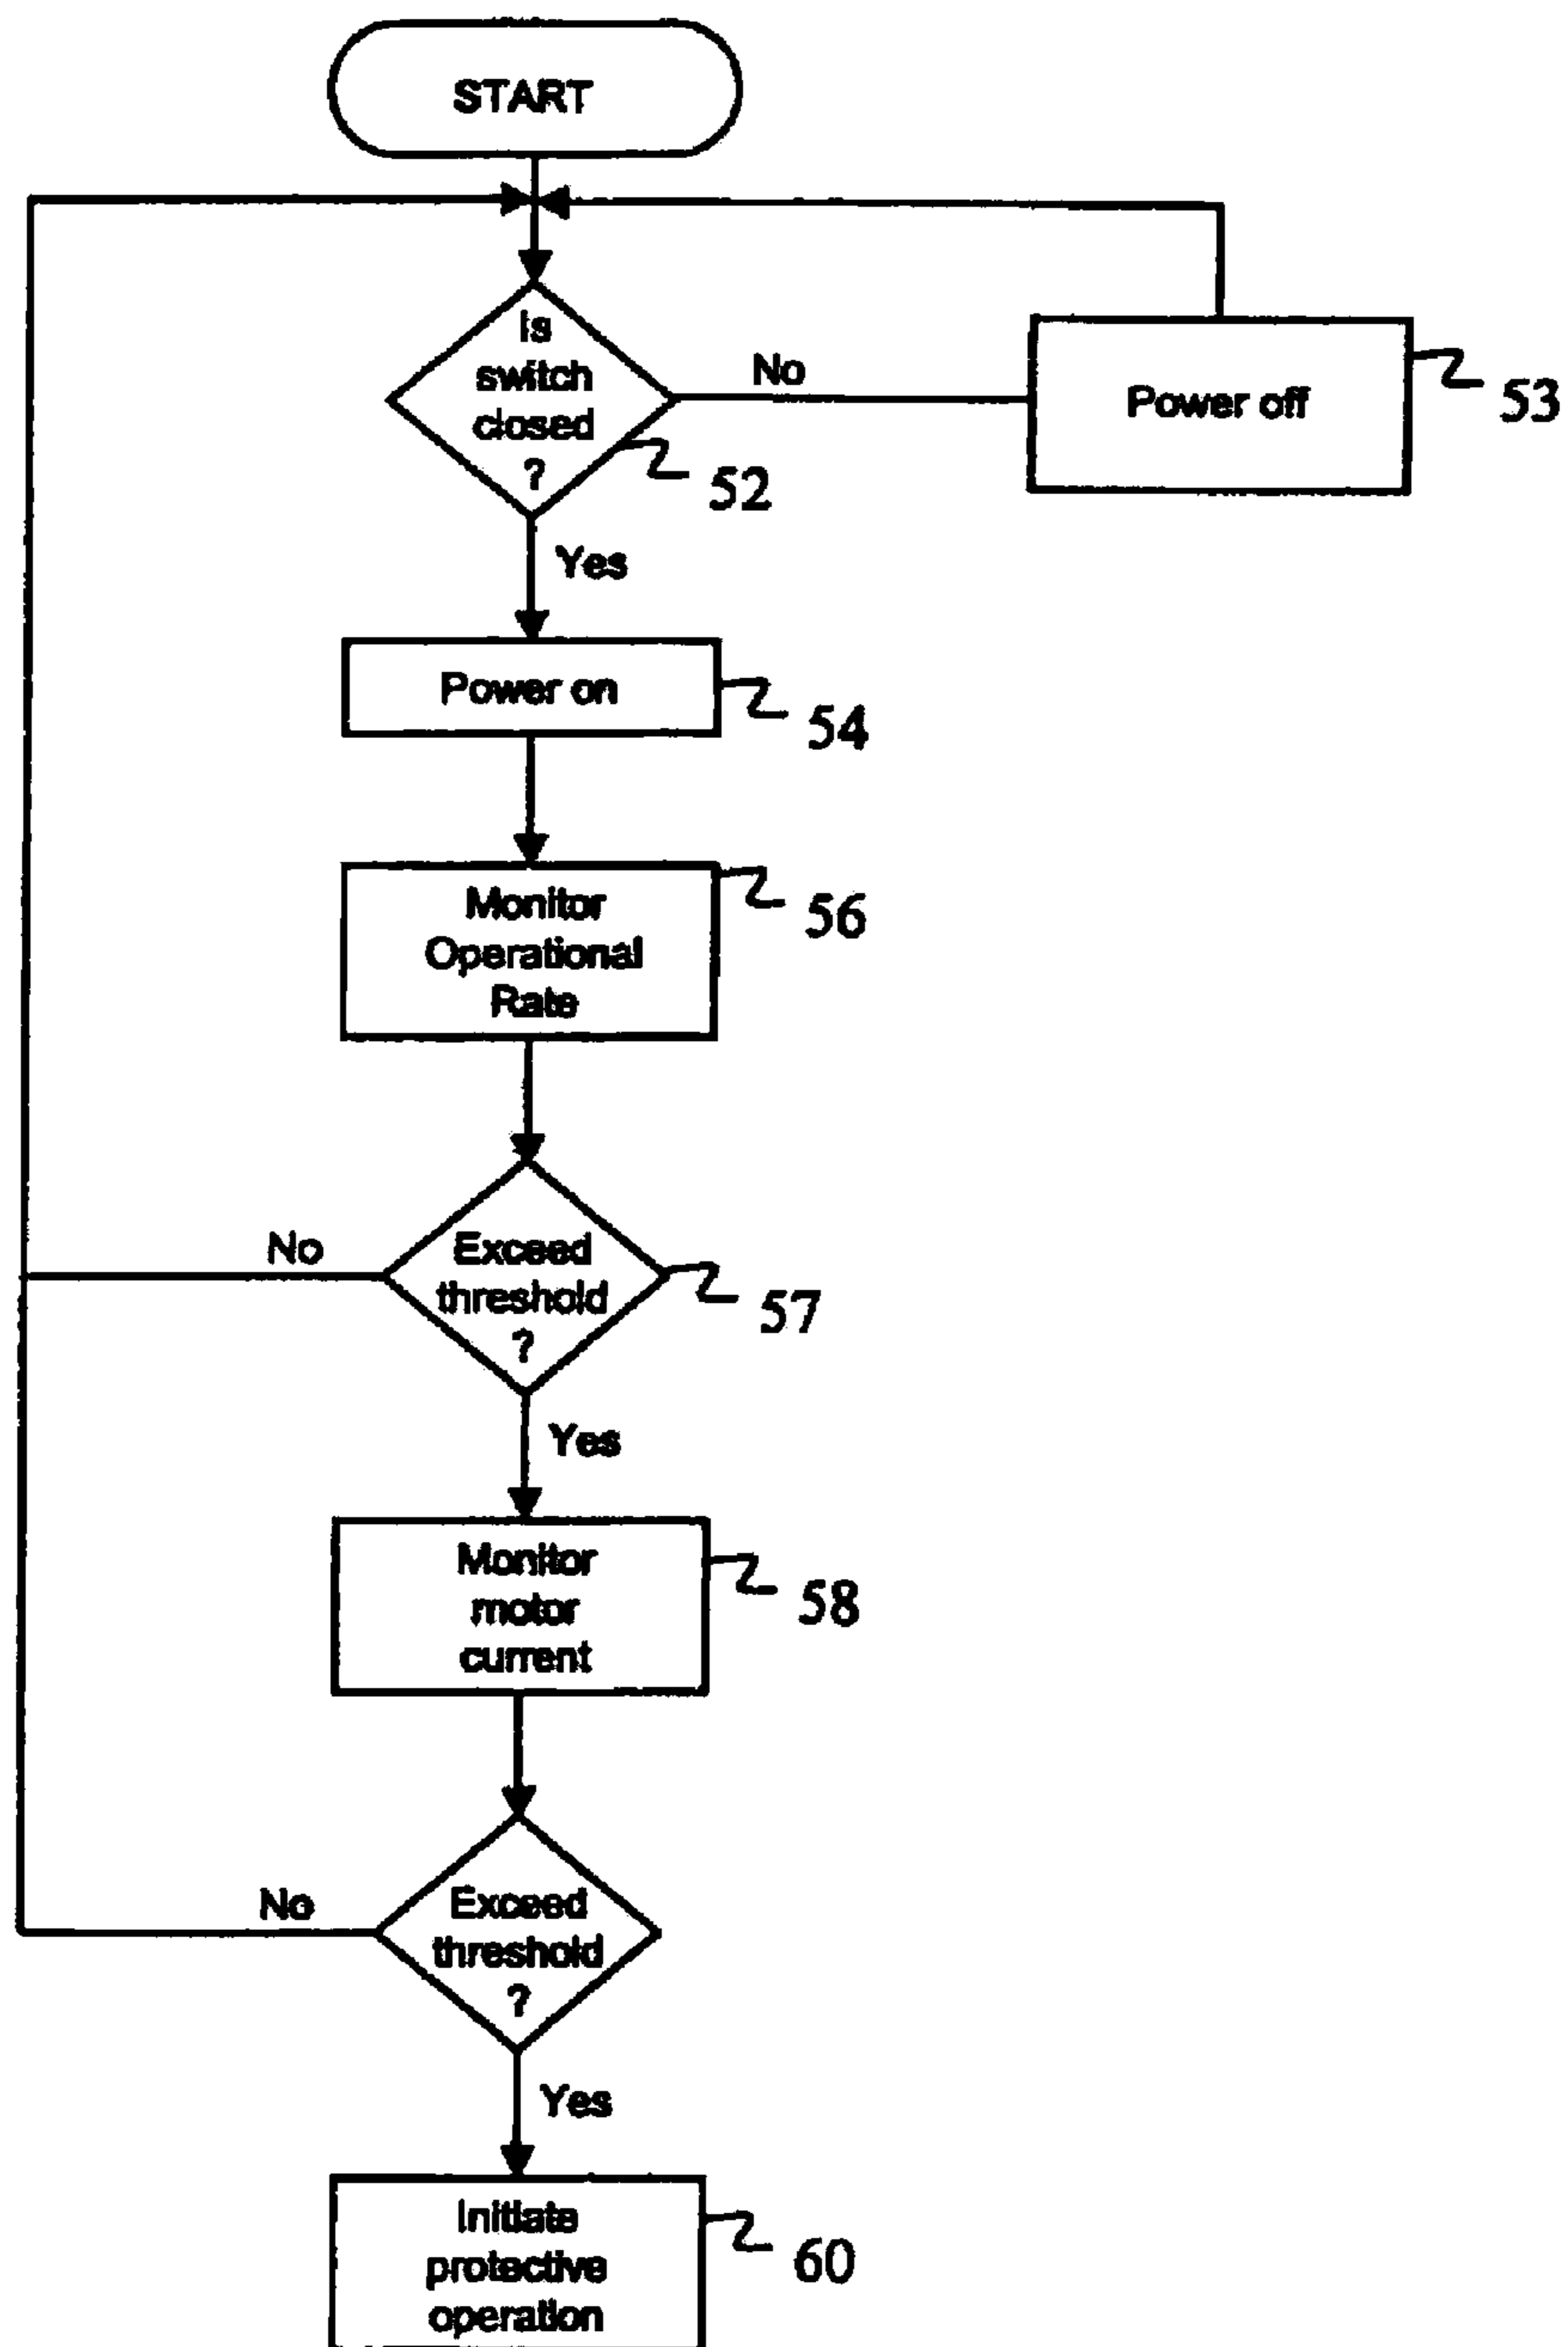 START
Is
switch
closed
?
No
Power off
53
52
Yes
Power on
54
Monitor
Operational
Rate
56
No
Exceed
threshold
?
57
Yes
Monitor
motor
current
58
No
Exceed
threshold
?
Yes
Initiate
protective
operation
60